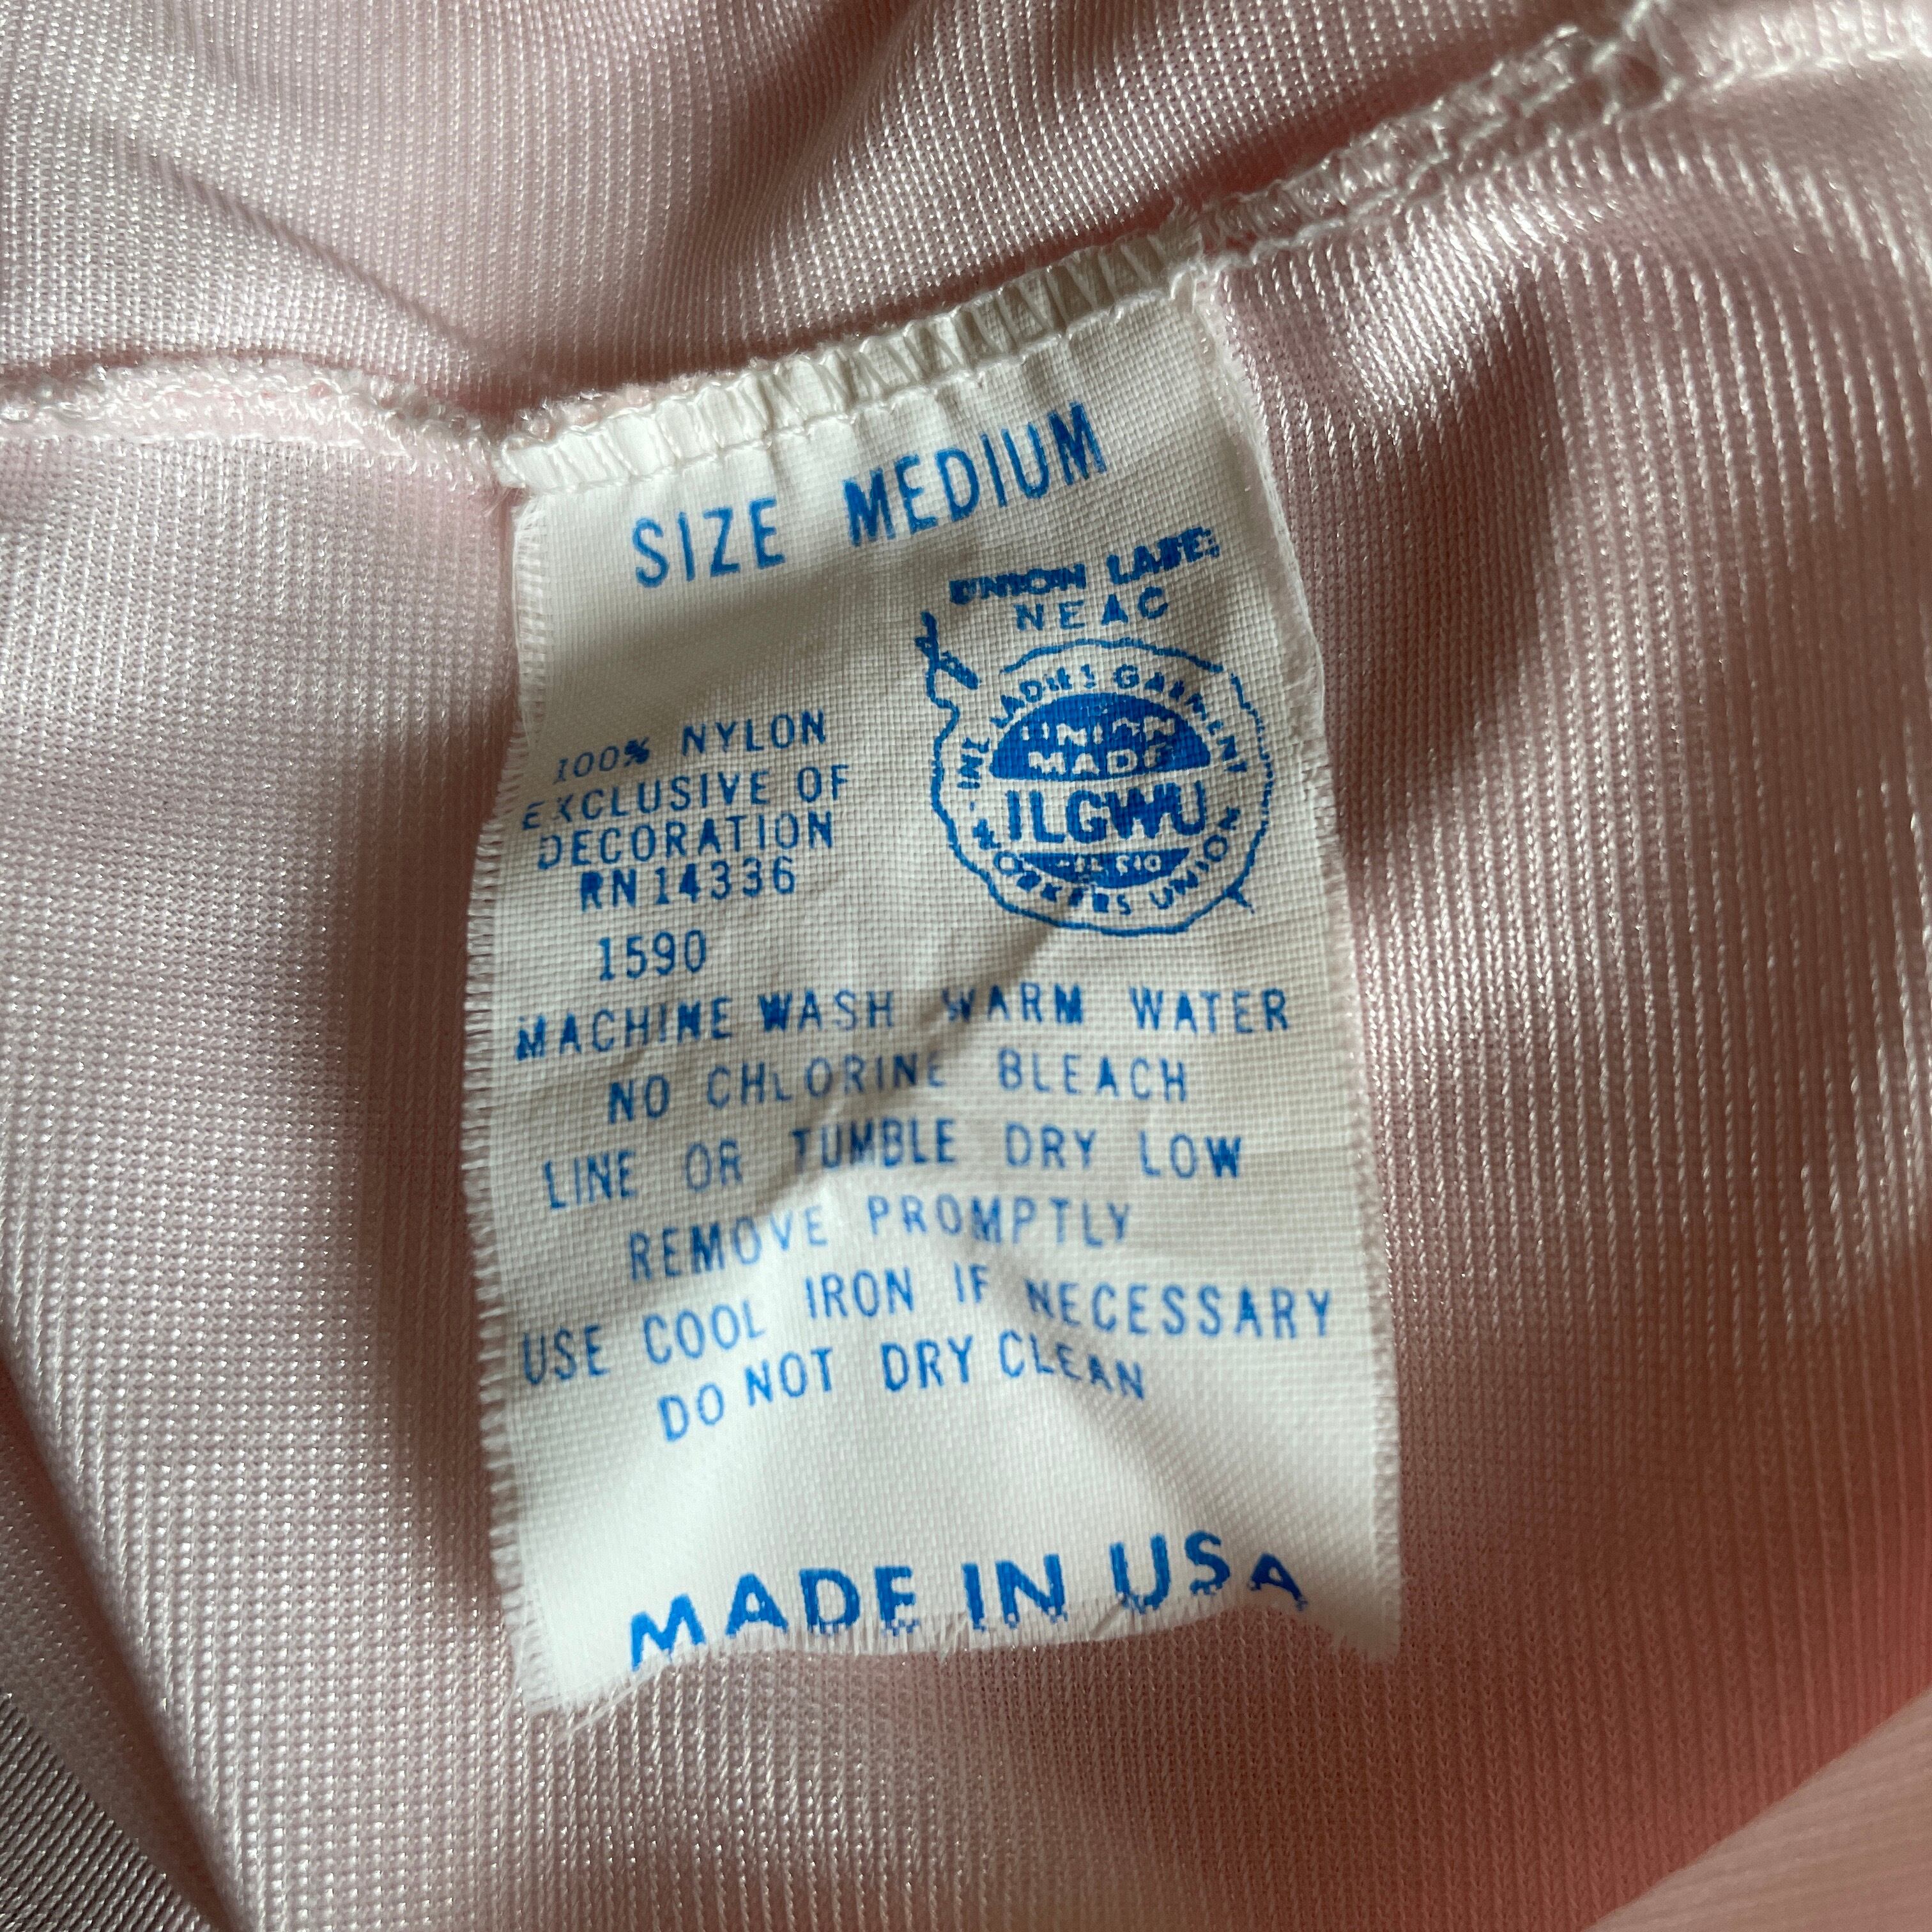 SIZE MEDIUM
UNION LABEL
NEAC
INT. LADIES GARMENT
UNION
MADE
ILGWU
WORKERS UNION
100% NYLON
EXCLUSIVE OF
DECORATION
RN14336
1590
MACHINE WASH WARM WATER
NO CHLORINE BLEACH
LINE OR TUMBLE DRY LOW
REMOVE PROMPTLY
USE COOL IRON IF NECESSARY
DO NOT DRY CLEAN
MADE IN USA